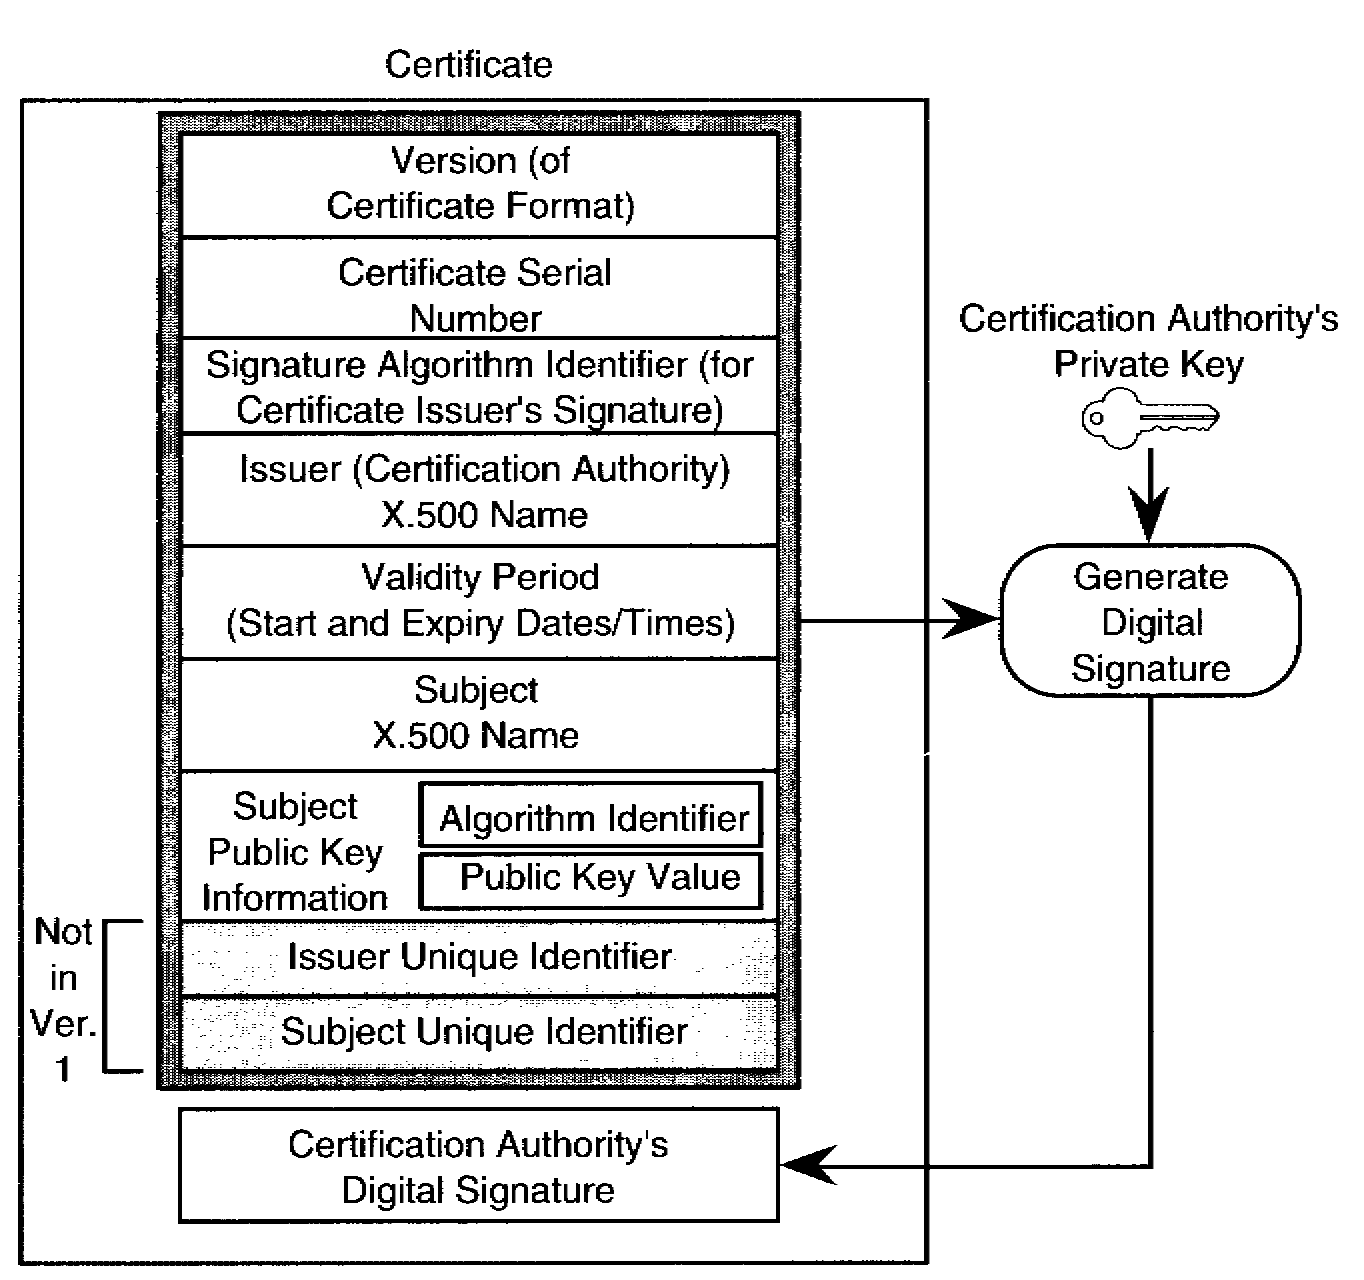 Certificate
Version (of
Certificate Format)
Certificate Serial
Number
Signature Algorithm Identifier (for
Certificate Issuer's Signature)
Issuer (Certification Authority)
X.500 Name
Validity Period
(Start and Expiry Dates/Times)
Subject
X.500 Name
Subject
Public Key
Information
Algorithm Identifier
Public Key Value
Not
in
Ver.
1
Issuer Unique Identifier
Subject Unique Identifier
Certification Authority's
Digital Signature
Certification Authority's
Private Key
Generate
Digital
Signature